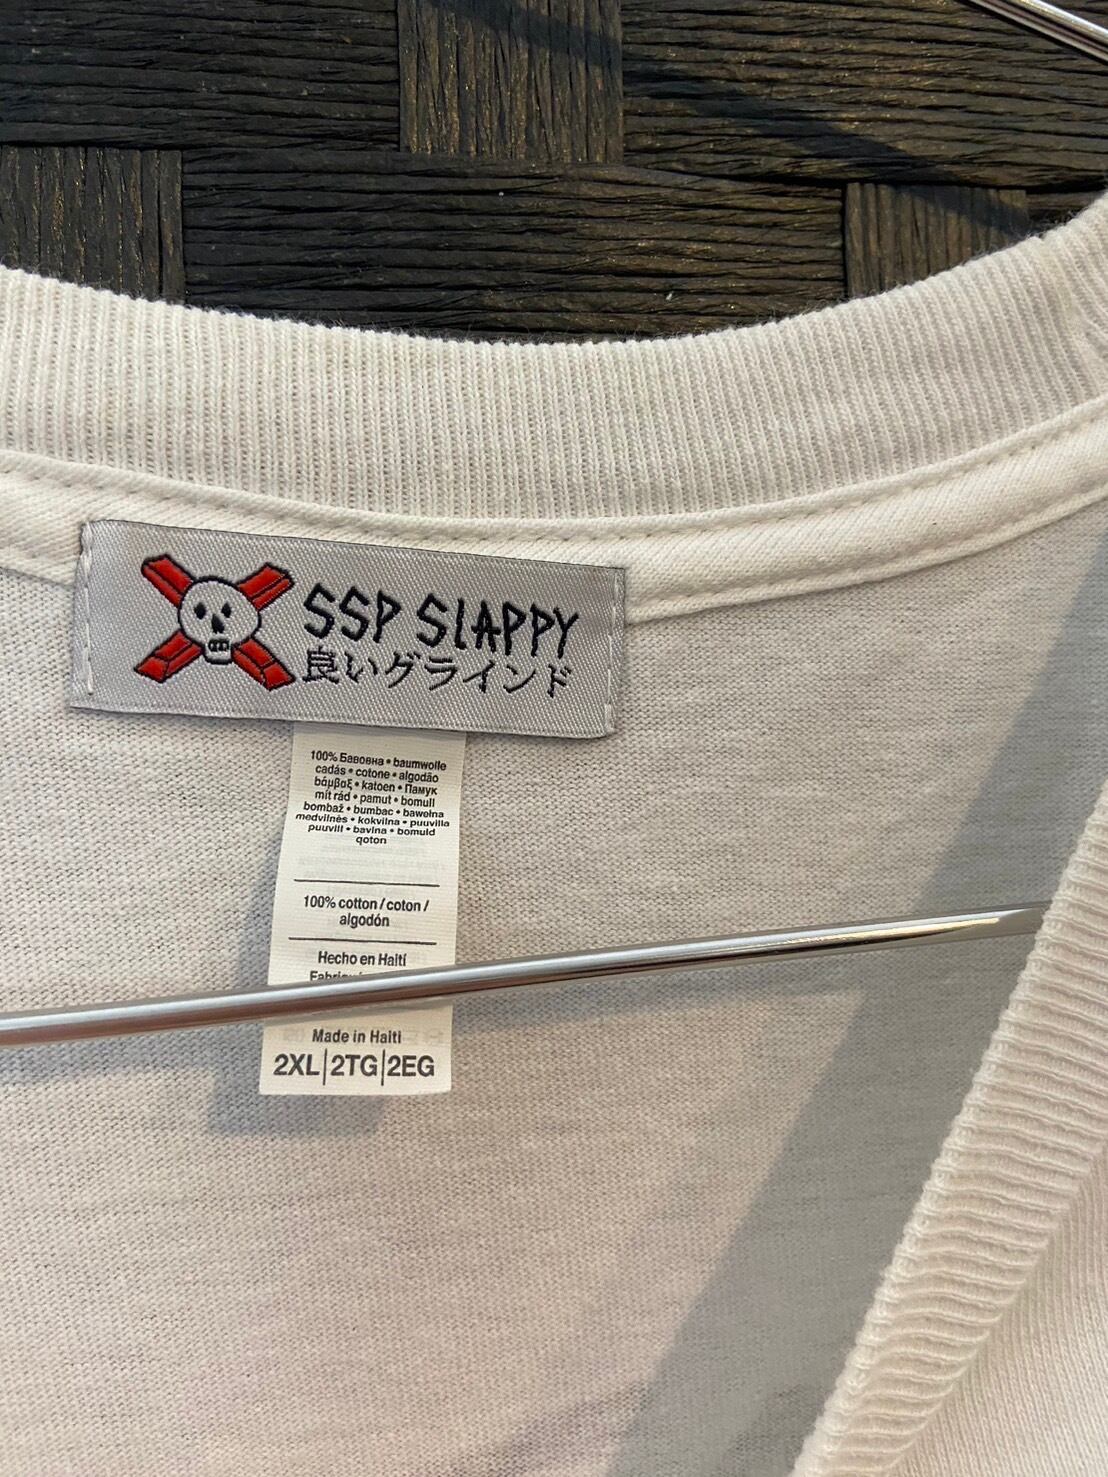 SSP SLAPPY
良いグラインド
100% Бавовна • baumwolle
cadás • cotone • algodão
βάμβαξ • katoen • Памук
mít rád • pamut • bomull
bombaž • bumbac • bawełna
medvilnės • kokvilna • puuvilla
puuvill • bavlna • bomuld
qoton
100% cotton / coton /
algodón
Hecho en Haití
Made in Haiti
2XL|2TG|2EG